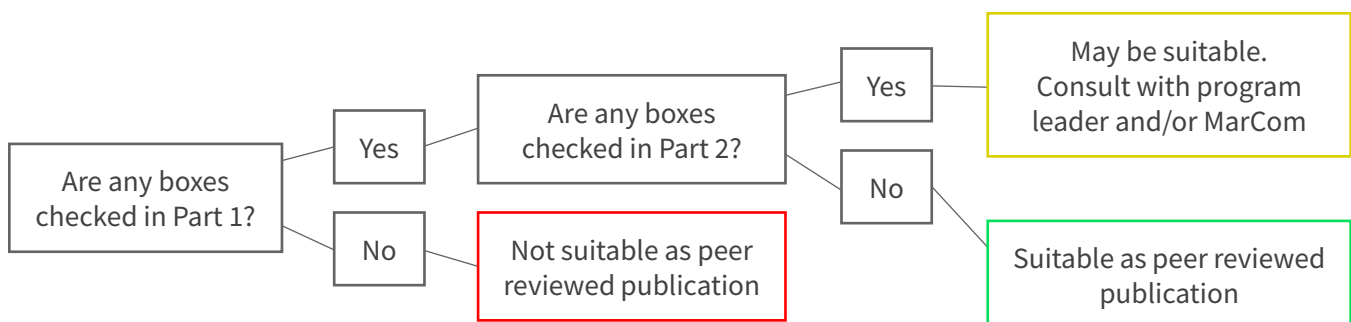 Are any boxes
checked in Part 1?
Yes
No
Are any boxes
checked in Part 2?
Not suitable as peer
reviewed publication
Yes
No
May be suitable.
Consult with program
leader and/or MarCom
Suitable as peer reviewed
publication